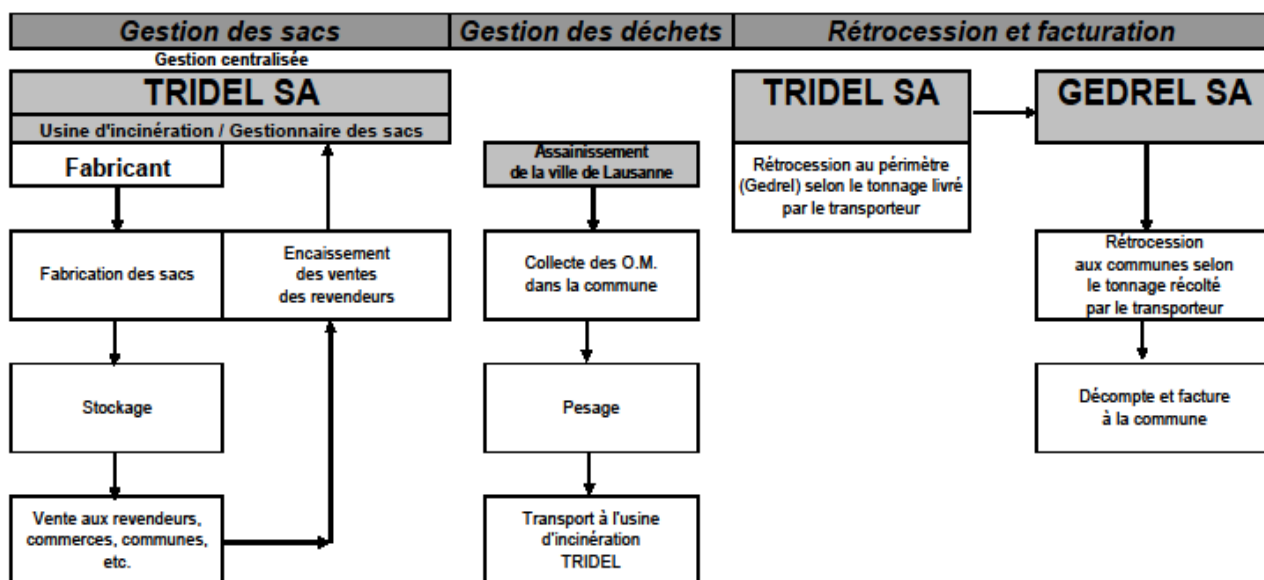 Gestion des sacs
Gestion des déchets
Rétrocession et facturation
Gestion centralisée
TRIDEL SA
Usine d'incinération / Gestionnaire des sacs
Fabricant
Fabrication des sacs
Encaissement
des ventes
des revendeurs
Stockage
Vente aux revendeurs,
commerces, communes,
etc.
Assainissement
de la ville de Lausanne
Collecte des O.M.
dans la commune
Pesage
Transport à l'usine
d'incinération
TRIDEL
TRIDEL SA
Rétrocession au périmètre
(Gedrel) selon le tonnage livré
par le transporteur
GEDREL SA
Rétrocession
aux communes selon
le tonnage récolté
par le transporteur
Décompte et facture
à la commune